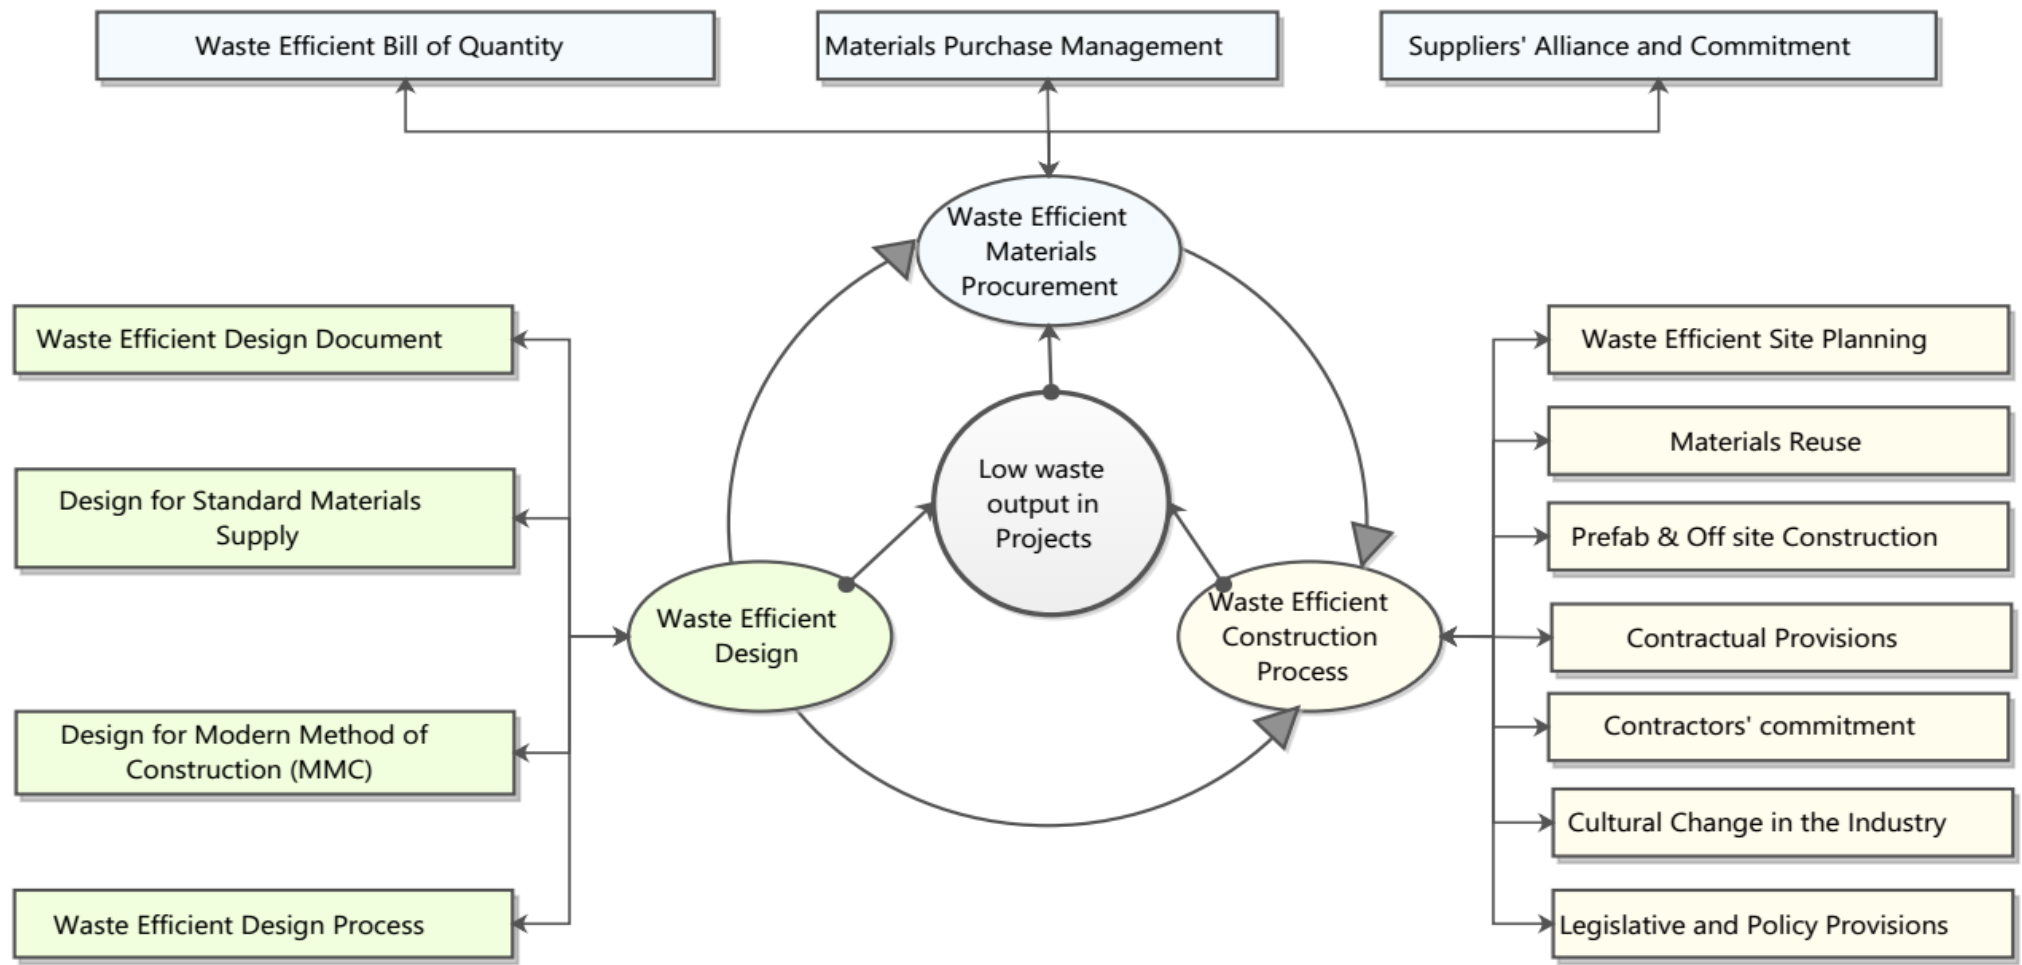 Waste Efficient Bill of Quantity
Materials Purchase Management
Suppliers' Alliance and Commitment
Waste Efficient
Materials
Procurement
Waste Efficient Design Document
Design for Standard Materials
Supply
Design for Modern Method of
Construction (MMC)
Waste Efficient Design Process
Waste Efficient
Design
Low waste
output in
Projects
Waste Efficient
Construction
Process
Waste Efficient Site Planning
Materials Reuse
Prefab & Off site Construction
Contractual Provisions
Contractors' commitment
Cultural Change in the Industry
Legislative and Policy Provisions